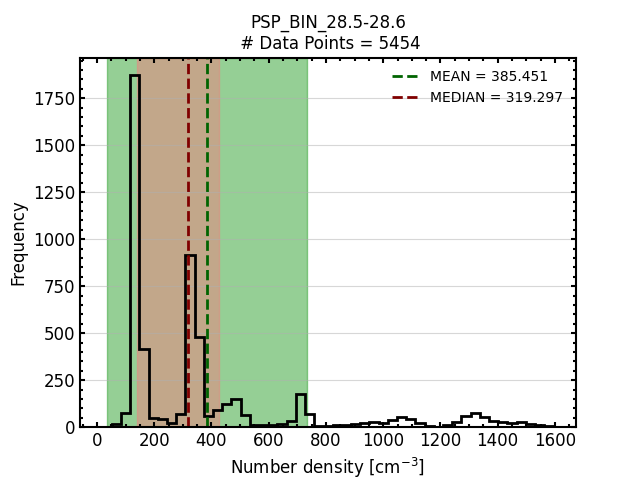 PSP_BIN_28.5-28.6
# Data Points = 5454
MEAN = 385.451
MEDIAN = 319.297
Frequency
1750
1500
1250
1000
750
500
250
0
0 200 400 600 800 1000 1200 1400 1600
Number density [cm⁻³]